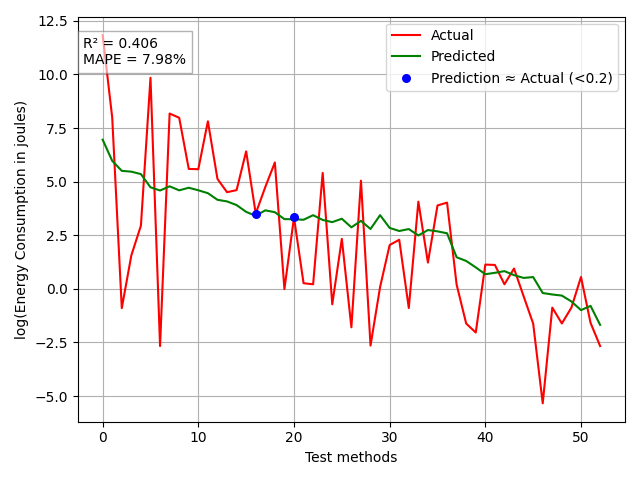 R² = 0.406
MAPE = 7.98%
Actual
Predicted
Prediction ≈ Actual (<0.2)
log(Energy Consumption in joules)
12.5
10.0
7.5
5.0
2.5
0.0
−2.5
−5.0
0 10 20 30 40 50
Test methods